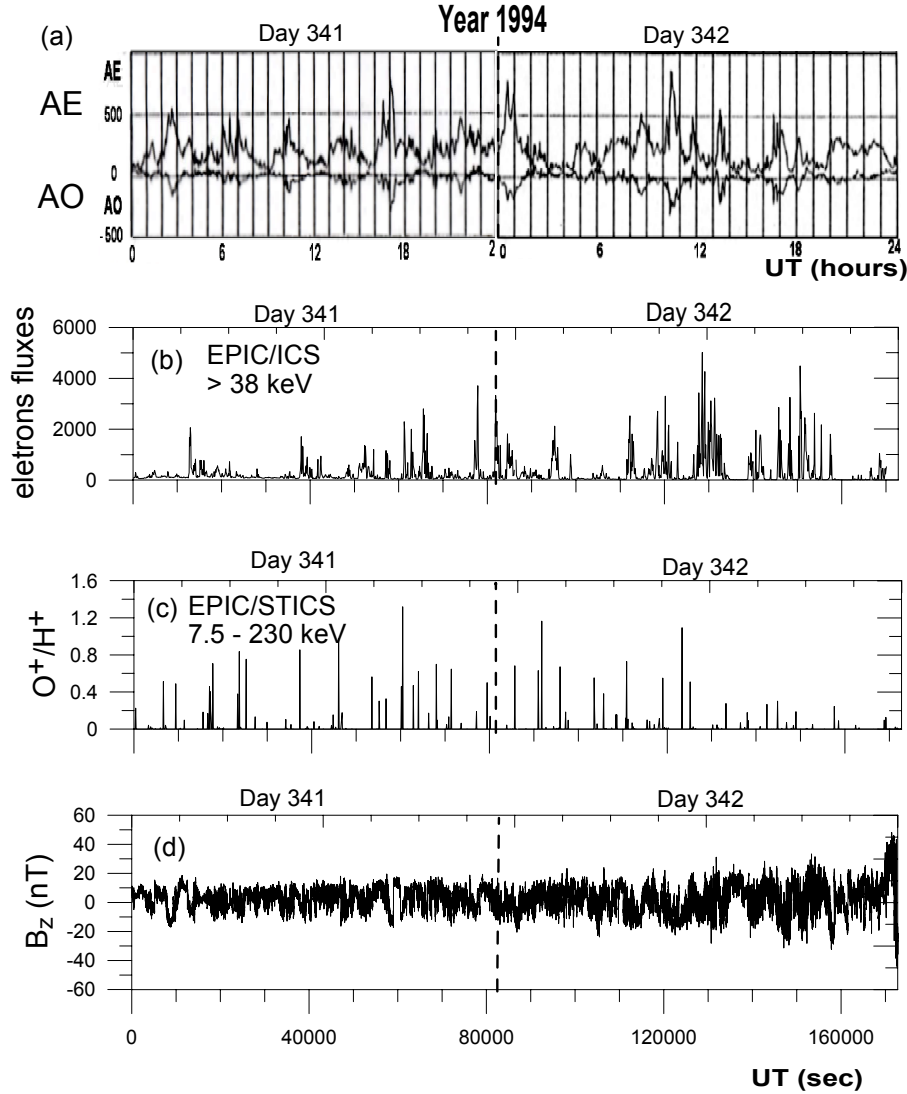 Year 1994
(a)
Day 341
Day 342
AE
AE
500
0
AO
AO
-500
0 6 12 18 2 0 6 12 18 24
UT (hours)
Day 341
Day 342
6000
4000
2000
0
eletrons fluxes
(b) EPIC/ICS
> 38 keV
Day 341
Day 342
1.6
1.2
0.8
0.4
0
O+/H+
(c) EPIC/STICS
7.5 - 230 keV
Day 341
Day 342
60
40
20
0
-20
-40
-60
Bz (nT)
(d)
0 40000 80000 120000 160000
UT (sec)